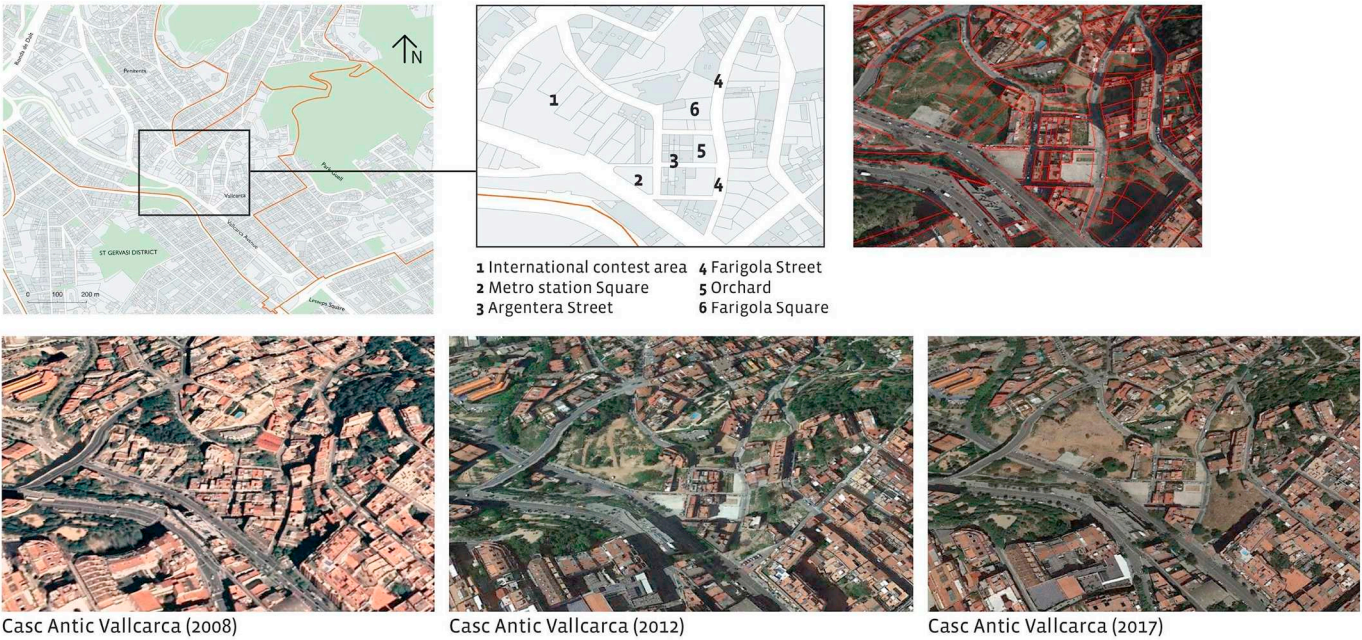 Ronda de Dalt
Penitents
N
Park Güell
Vallcarca
Vallcarca Avenue
ST GERVASI DISTRICT
0 100 200 m
Lesseps Square
4
1
6
5
3
2
4
1 International contest area 4 Farigola Street
2 Metro station Square 5 Orchard
3 Argentera Street 6 Farigola Square
Casc Antic Vallcarca (2008)
Casc Antic Vallcarca (2012)
Casc Antic Vallcarca (2017)